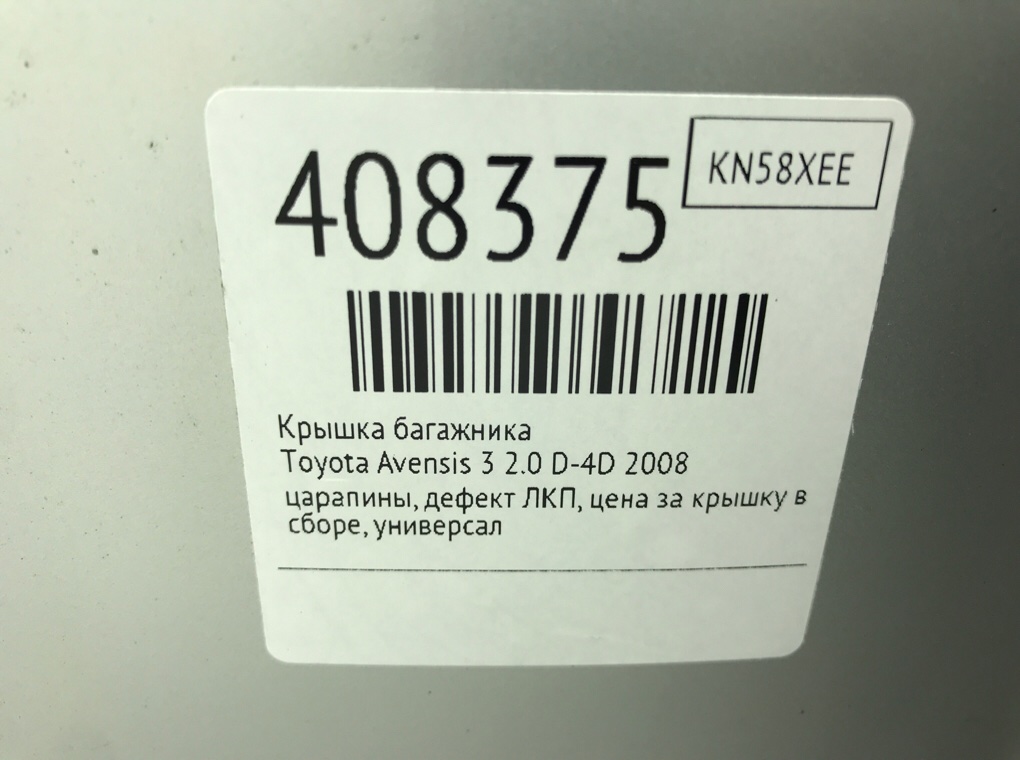 408375
KN58XEE
Крышка багажника
Toyota Avensis 3 2.0 D-4D 2008
царапины, дефект ЛКП, цена за крышку в
сборе, универсал